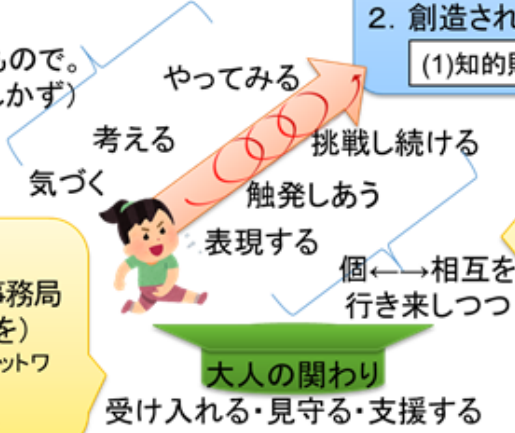 ２．創造され
(1)知的
ので。
かず）
やってみる
考える
挑戦し続ける
気づく
触発しあう
表現する
個←→相互を
行き来しつつ
事務局
を）
ットワ
大人の関わり
受け入れる・見守る・支援する